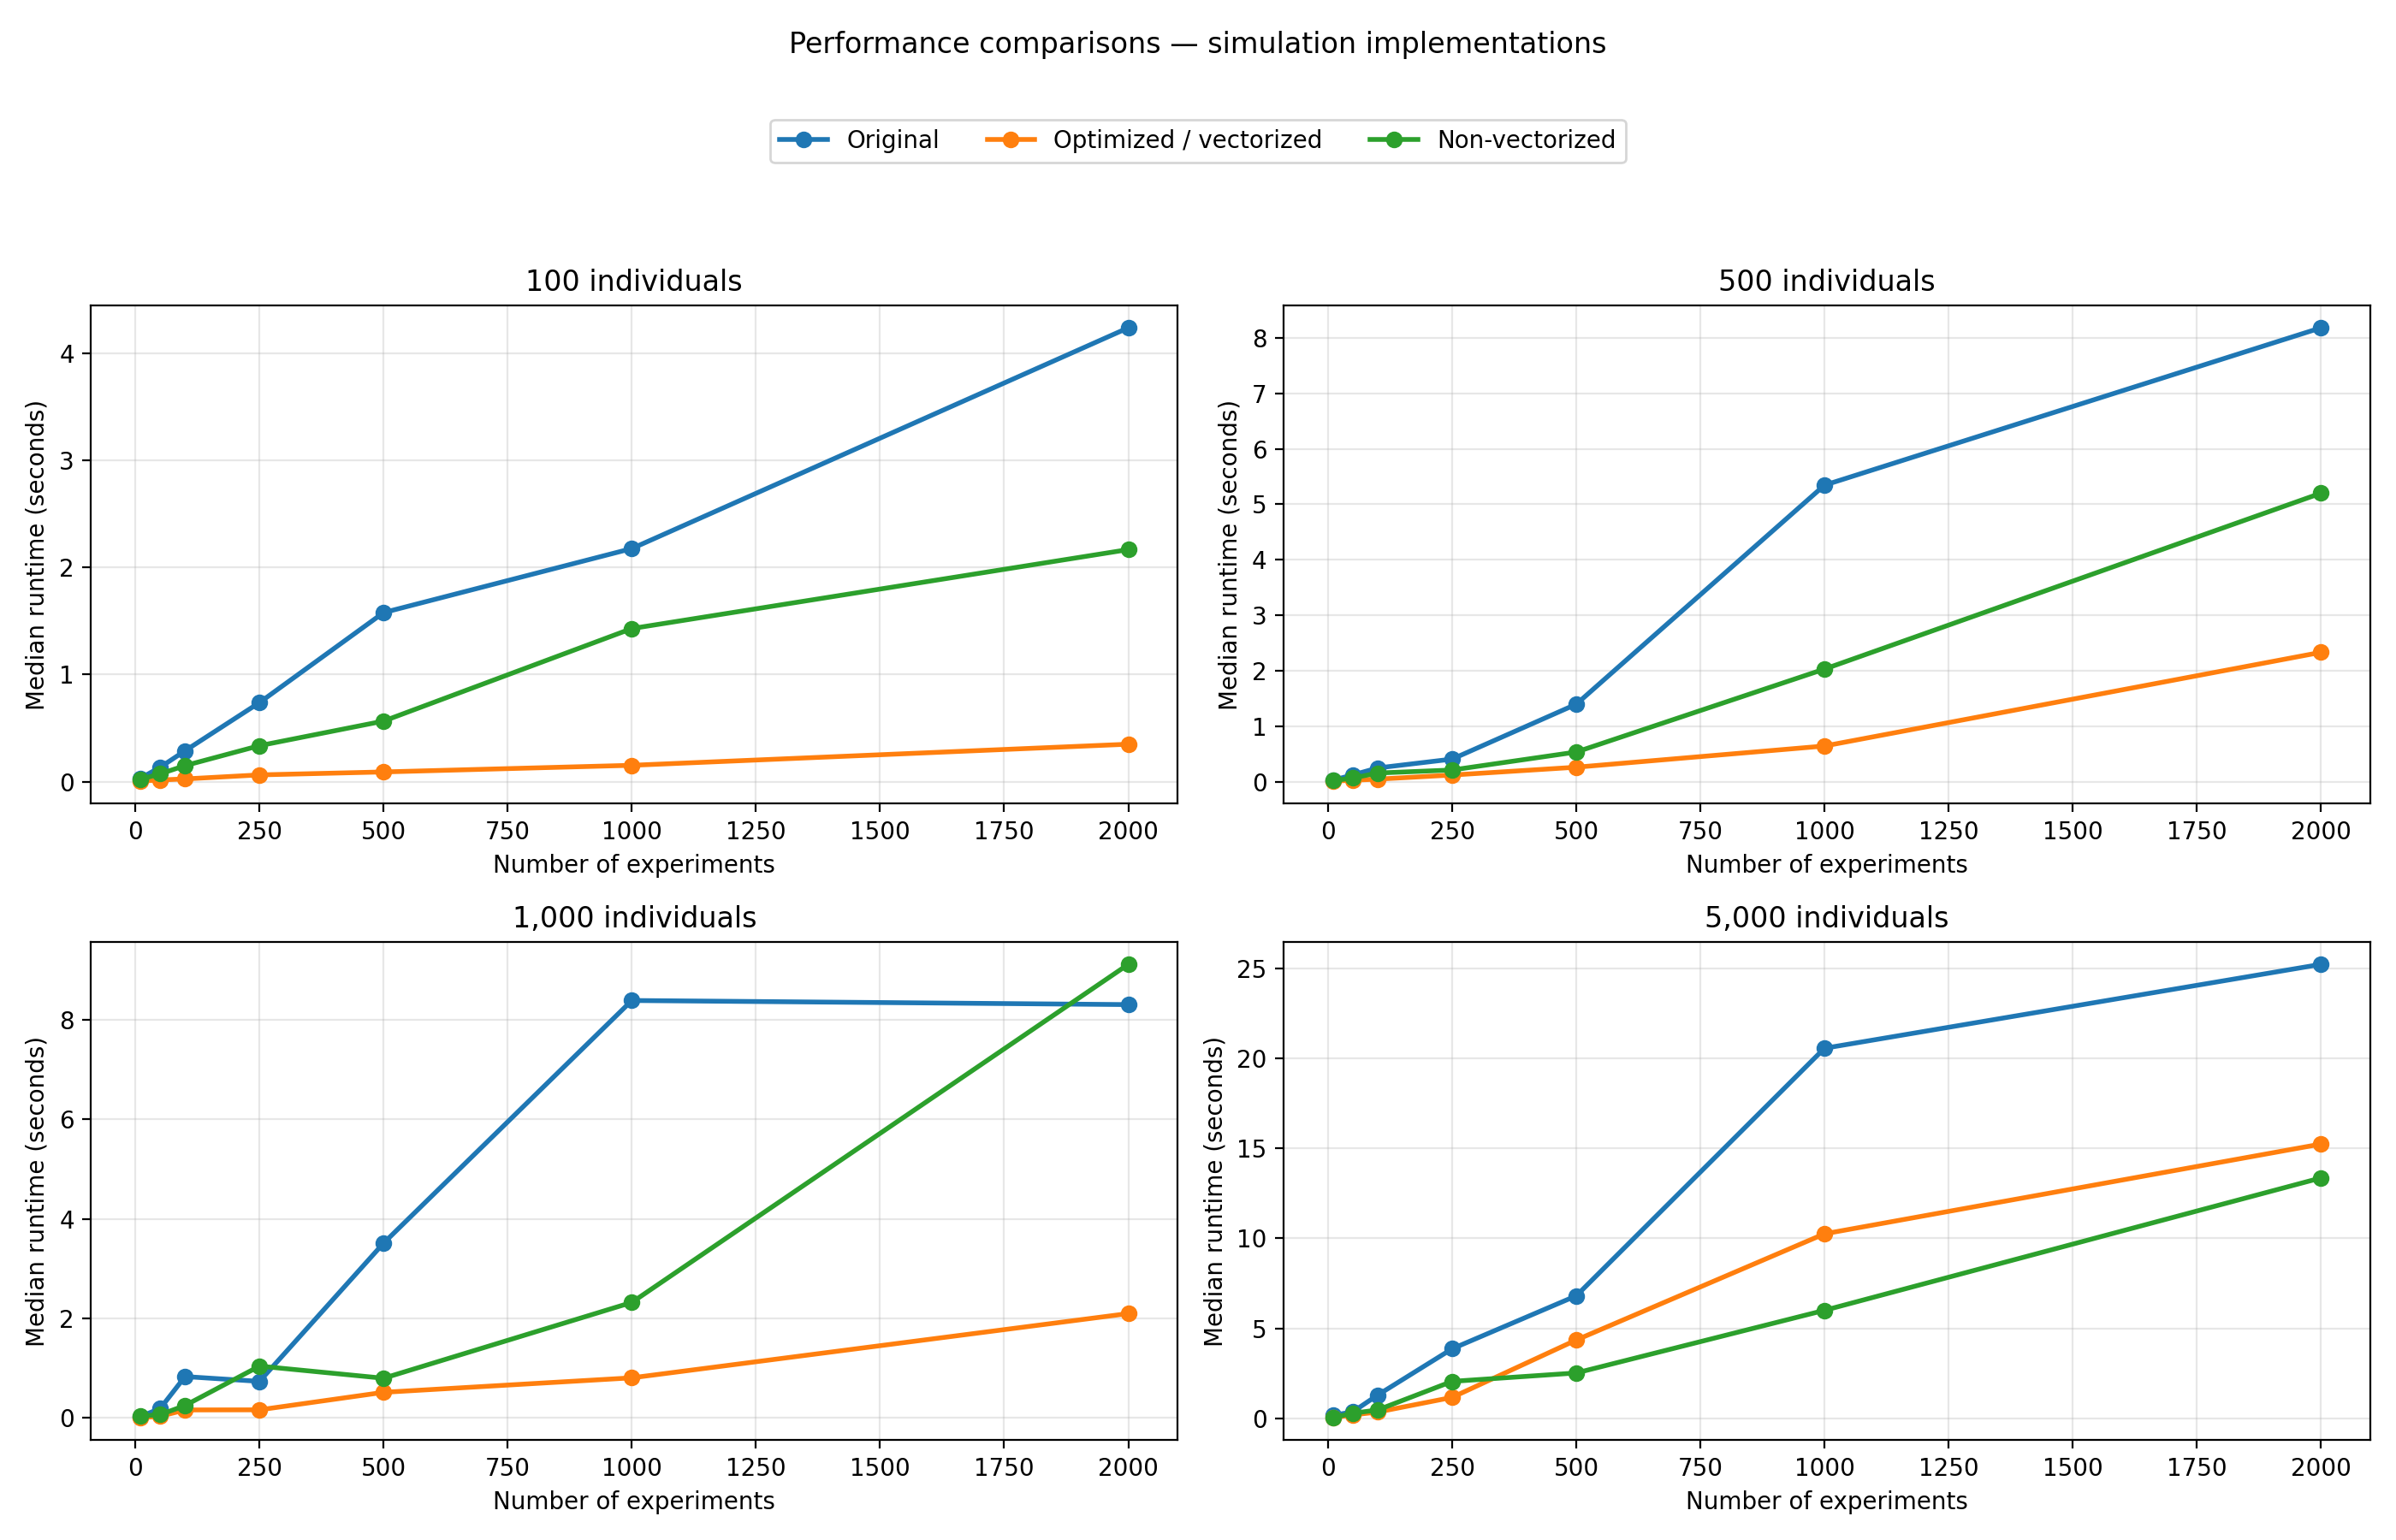 Performance comparisons — simulation implementations
Original
Optimized / vectorized
Non-vectorized
100 individuals
Median runtime (seconds)
4
3
2
1
0
0 250 500 750 1000 1250 1500 1750 2000
Number of experiments
500 individuals
Median runtime (seconds)
8
7
6
5
4
3
2
1
0
0 250 500 750 1000 1250 1500 1750 2000
Number of experiments
1,000 individuals
Median runtime (seconds)
8
6
4
2
0
0 250 500 750 1000 1250 1500 1750 2000
Number of experiments
5,000 individuals
Median runtime (seconds)
25
20
15
10
5
0
0 250 500 750 1000 1250 1500 1750 2000
Number of experiments